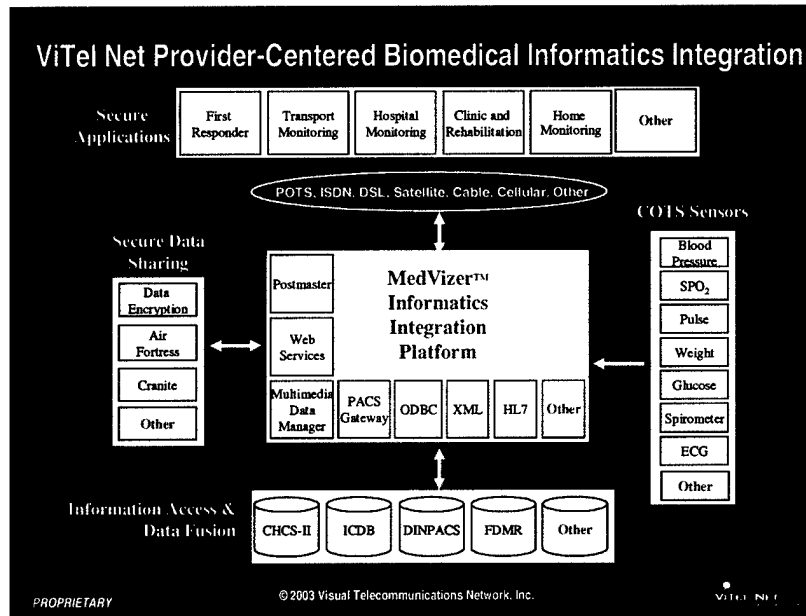 ViTel Net Provider-Centered Biomedical Informatics Integration
Secure
Applications
First
Responder
Transport
Monitoring
Hospital
Monitoring
Clinic and
Rehabilitation
Home
Monitoring
Other
POTS, ISDN, DSL, Satellite, Cable, Cellular, Other
COTS Sensors
Secure Data
Sharing
Data
Encryption
Air
Fortress
Cranite
Other
Postmaster
Web
Services
Multimedia
Data
Manager
MedVizer™
Informatics
Integration
Platform
PACS
Gateway
ODBC
XML
HL7
Other
Blood
Pressure
SPO₂
Pulse
Weight
Glucose
Spirometer
ECG
Other
Information Access &
Data Fusion
CHCS-II
ICDB
DINPACS
FDMR
Other
PROPRIETARY
© 2003 Visual Telecommunications Network, Inc.
ViTel Net